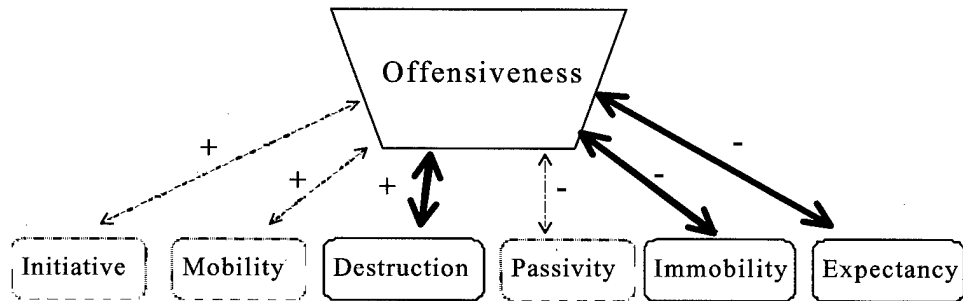 Offensiveness
+ + + - - -
Initiative Mobility Destruction Passivity Immobility Expectancy